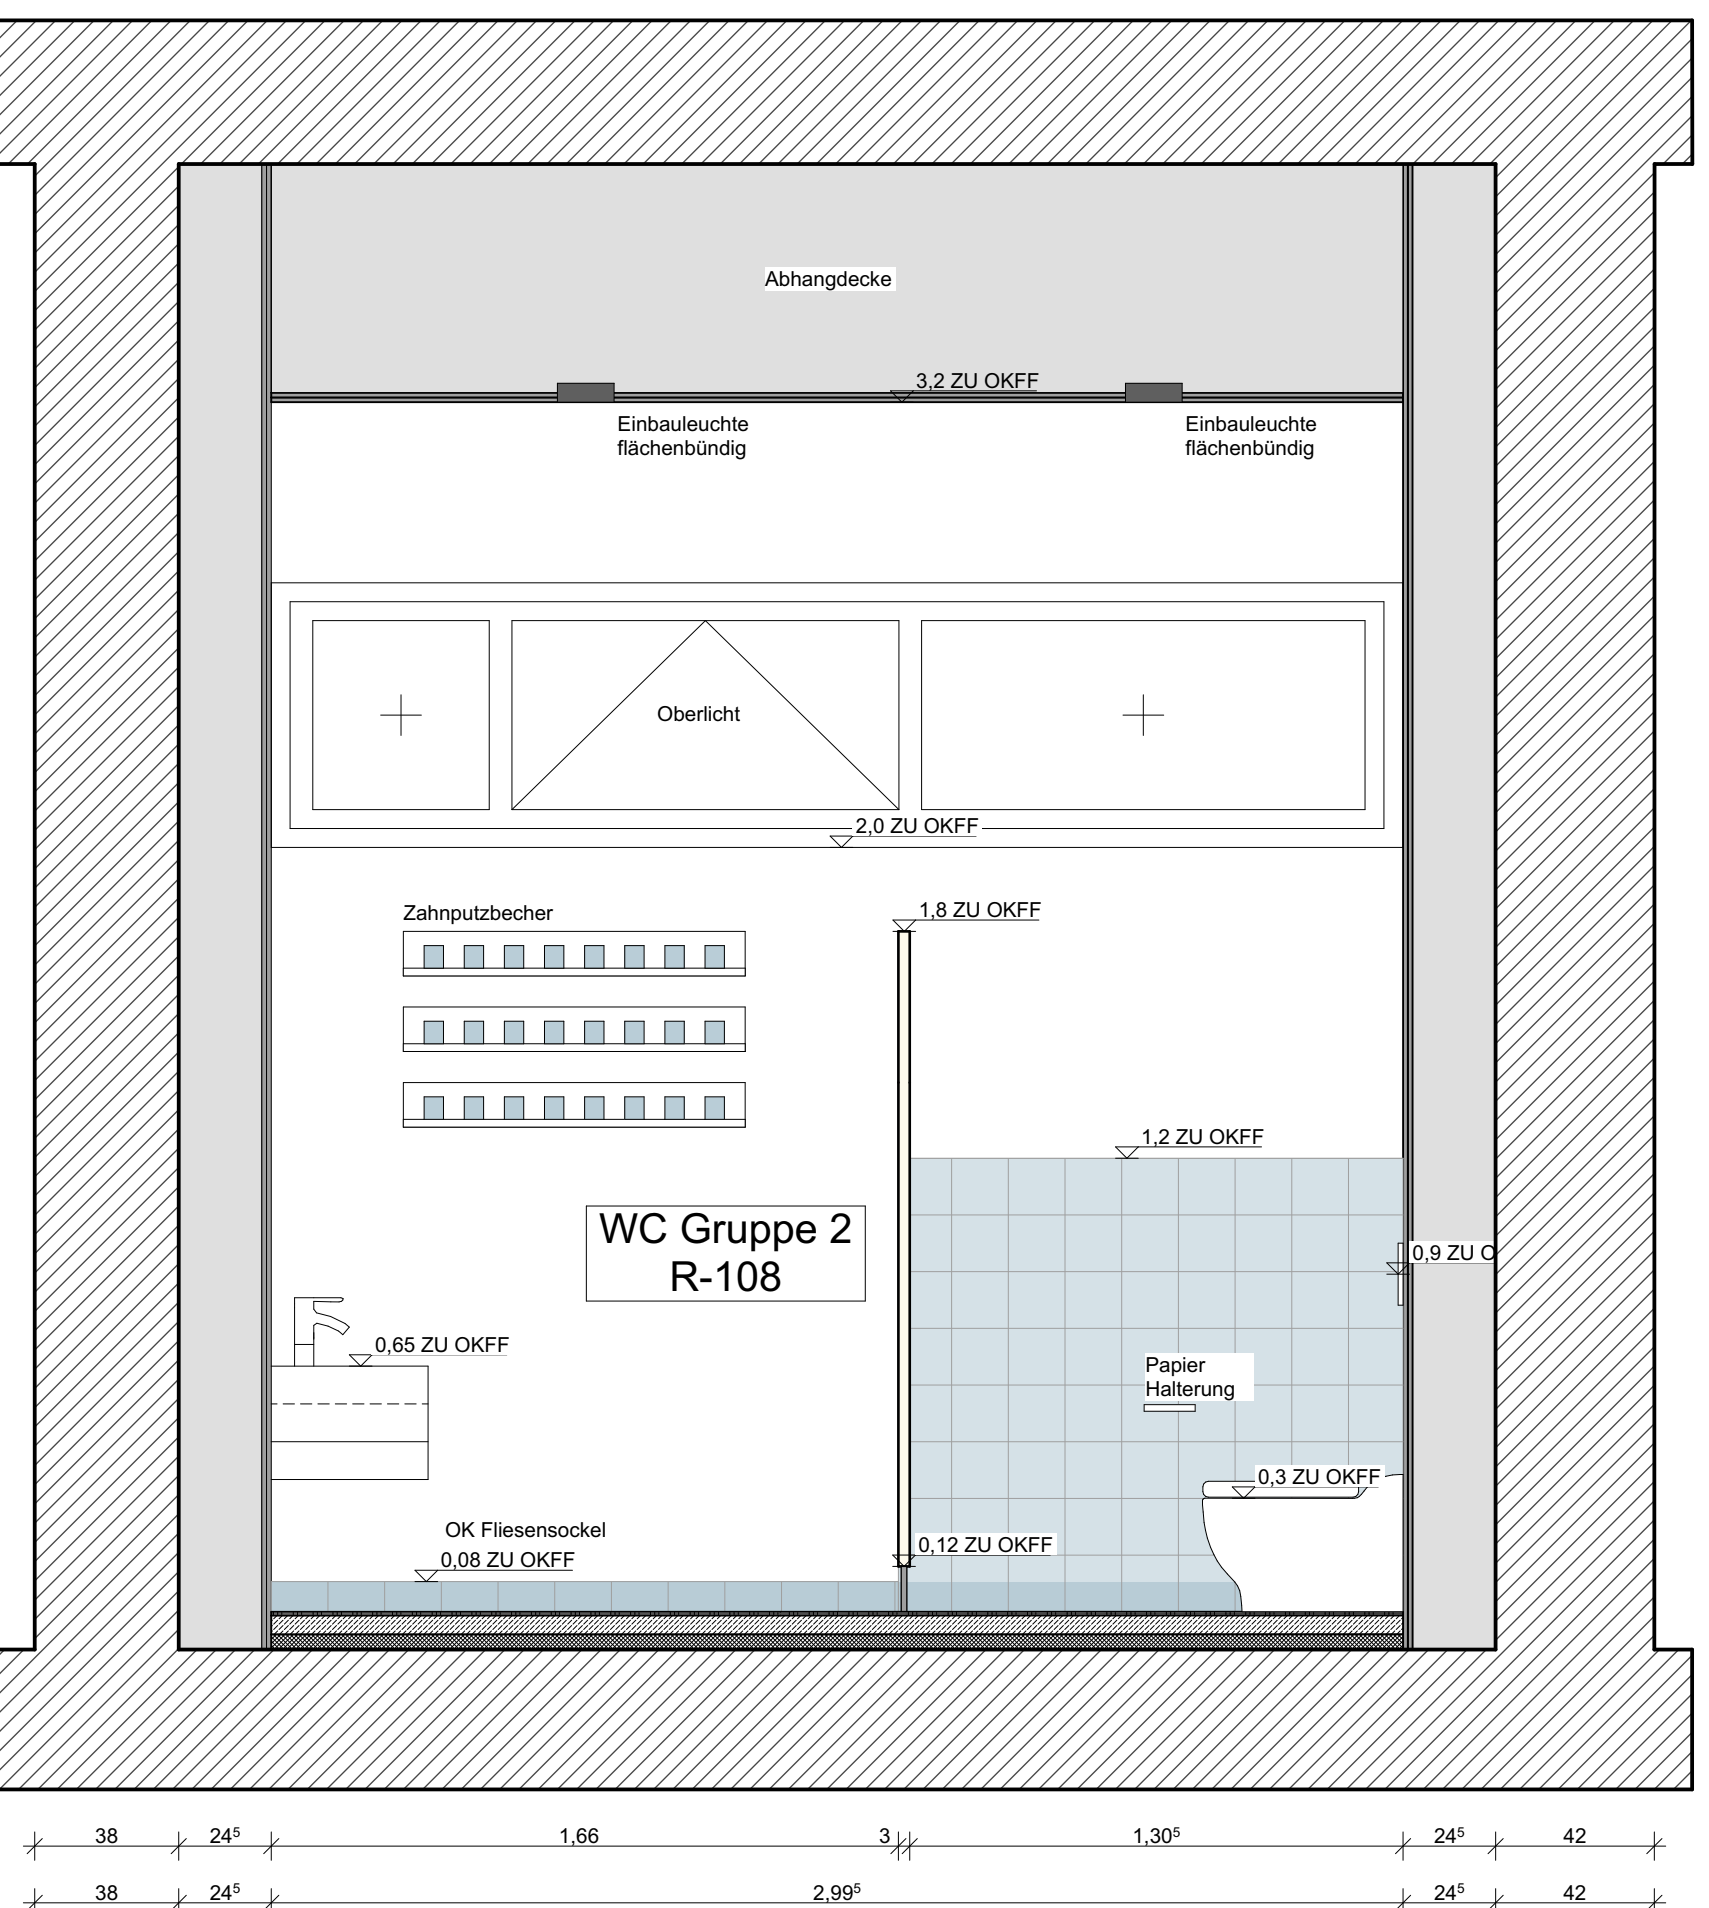 Abhangdecke
3,2 ZU OKFF
Einbauleuchte
flächenbündig
Einbauleuchte
flächenbündig
Oberlicht
2,0 ZU OKFF
Zahnputzbecher
1,8 ZU OKFF
1,2 ZU OKFF
WC Gruppe 2
R-108
0,9 ZU O
0,65 ZU OKFF
Papier
Halterung
0,3 ZU OKFF
OK Fliesensockel
0,08 ZU OKFF
0,12 ZU OKFF
38 24⁵ 1,66 3 1,30⁵ 24⁵ 42
38 24⁵ 2,99⁵ 24⁵ 42